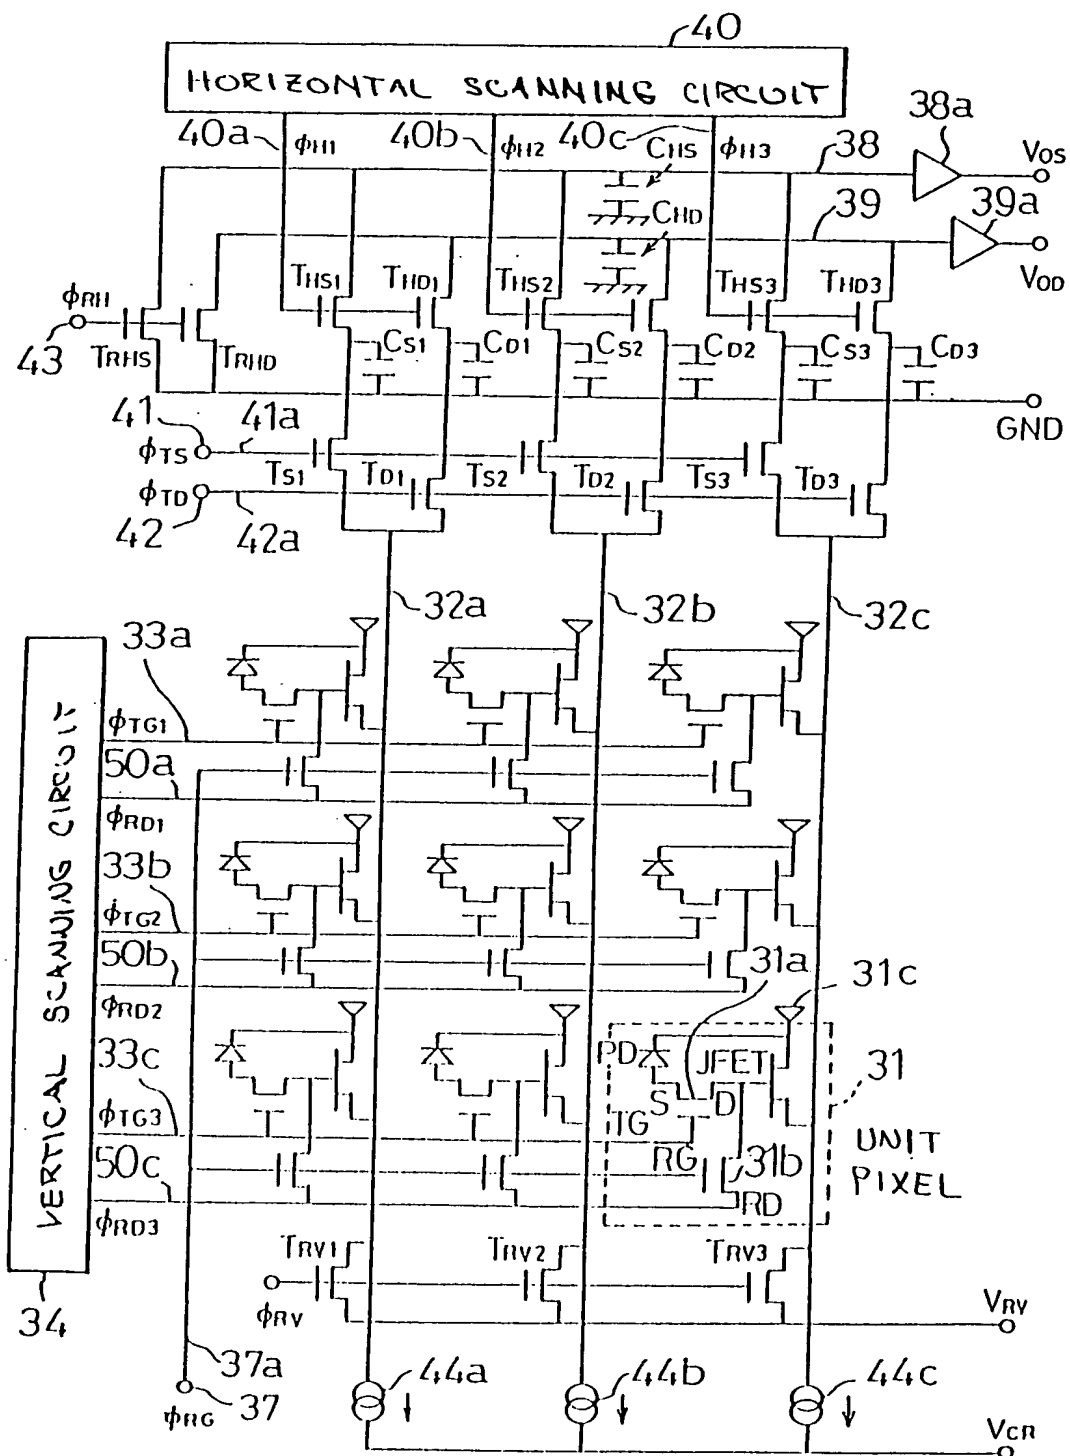 40
HORIZONTAL SCANNING CIRCUIT
40a ΦH1 40b ΦH2 40c ΦH3 38a
CHS 38 VOS
CHD 39 39a
VOD
THS1 THD1 THS2 THS3 THD3
ΦRH
43 TRHS TRHD CS1 CD1 CS2 CD2 CS3 CD3
GND
41 41a
ΦTS TS1 TD1 TS2 TD2 TS3 TD3
ΦTD
42 42a
32a 32b 32c
33a
ΦTG1
50a
ΦRD1
33b
ΦTG2
50b 31a 31c
ΦRD2
33c PD JFET 31
S D
ΦTG3 TG UNIT
50c RG 31b PIXEL
ΦRD3 RD
VERTICAL SCANNING CIRCUIT
34
TRV1 TRV2 TRV3
ΦRV VRV
37a
37 44a 44b 44c
ΦRG VCR